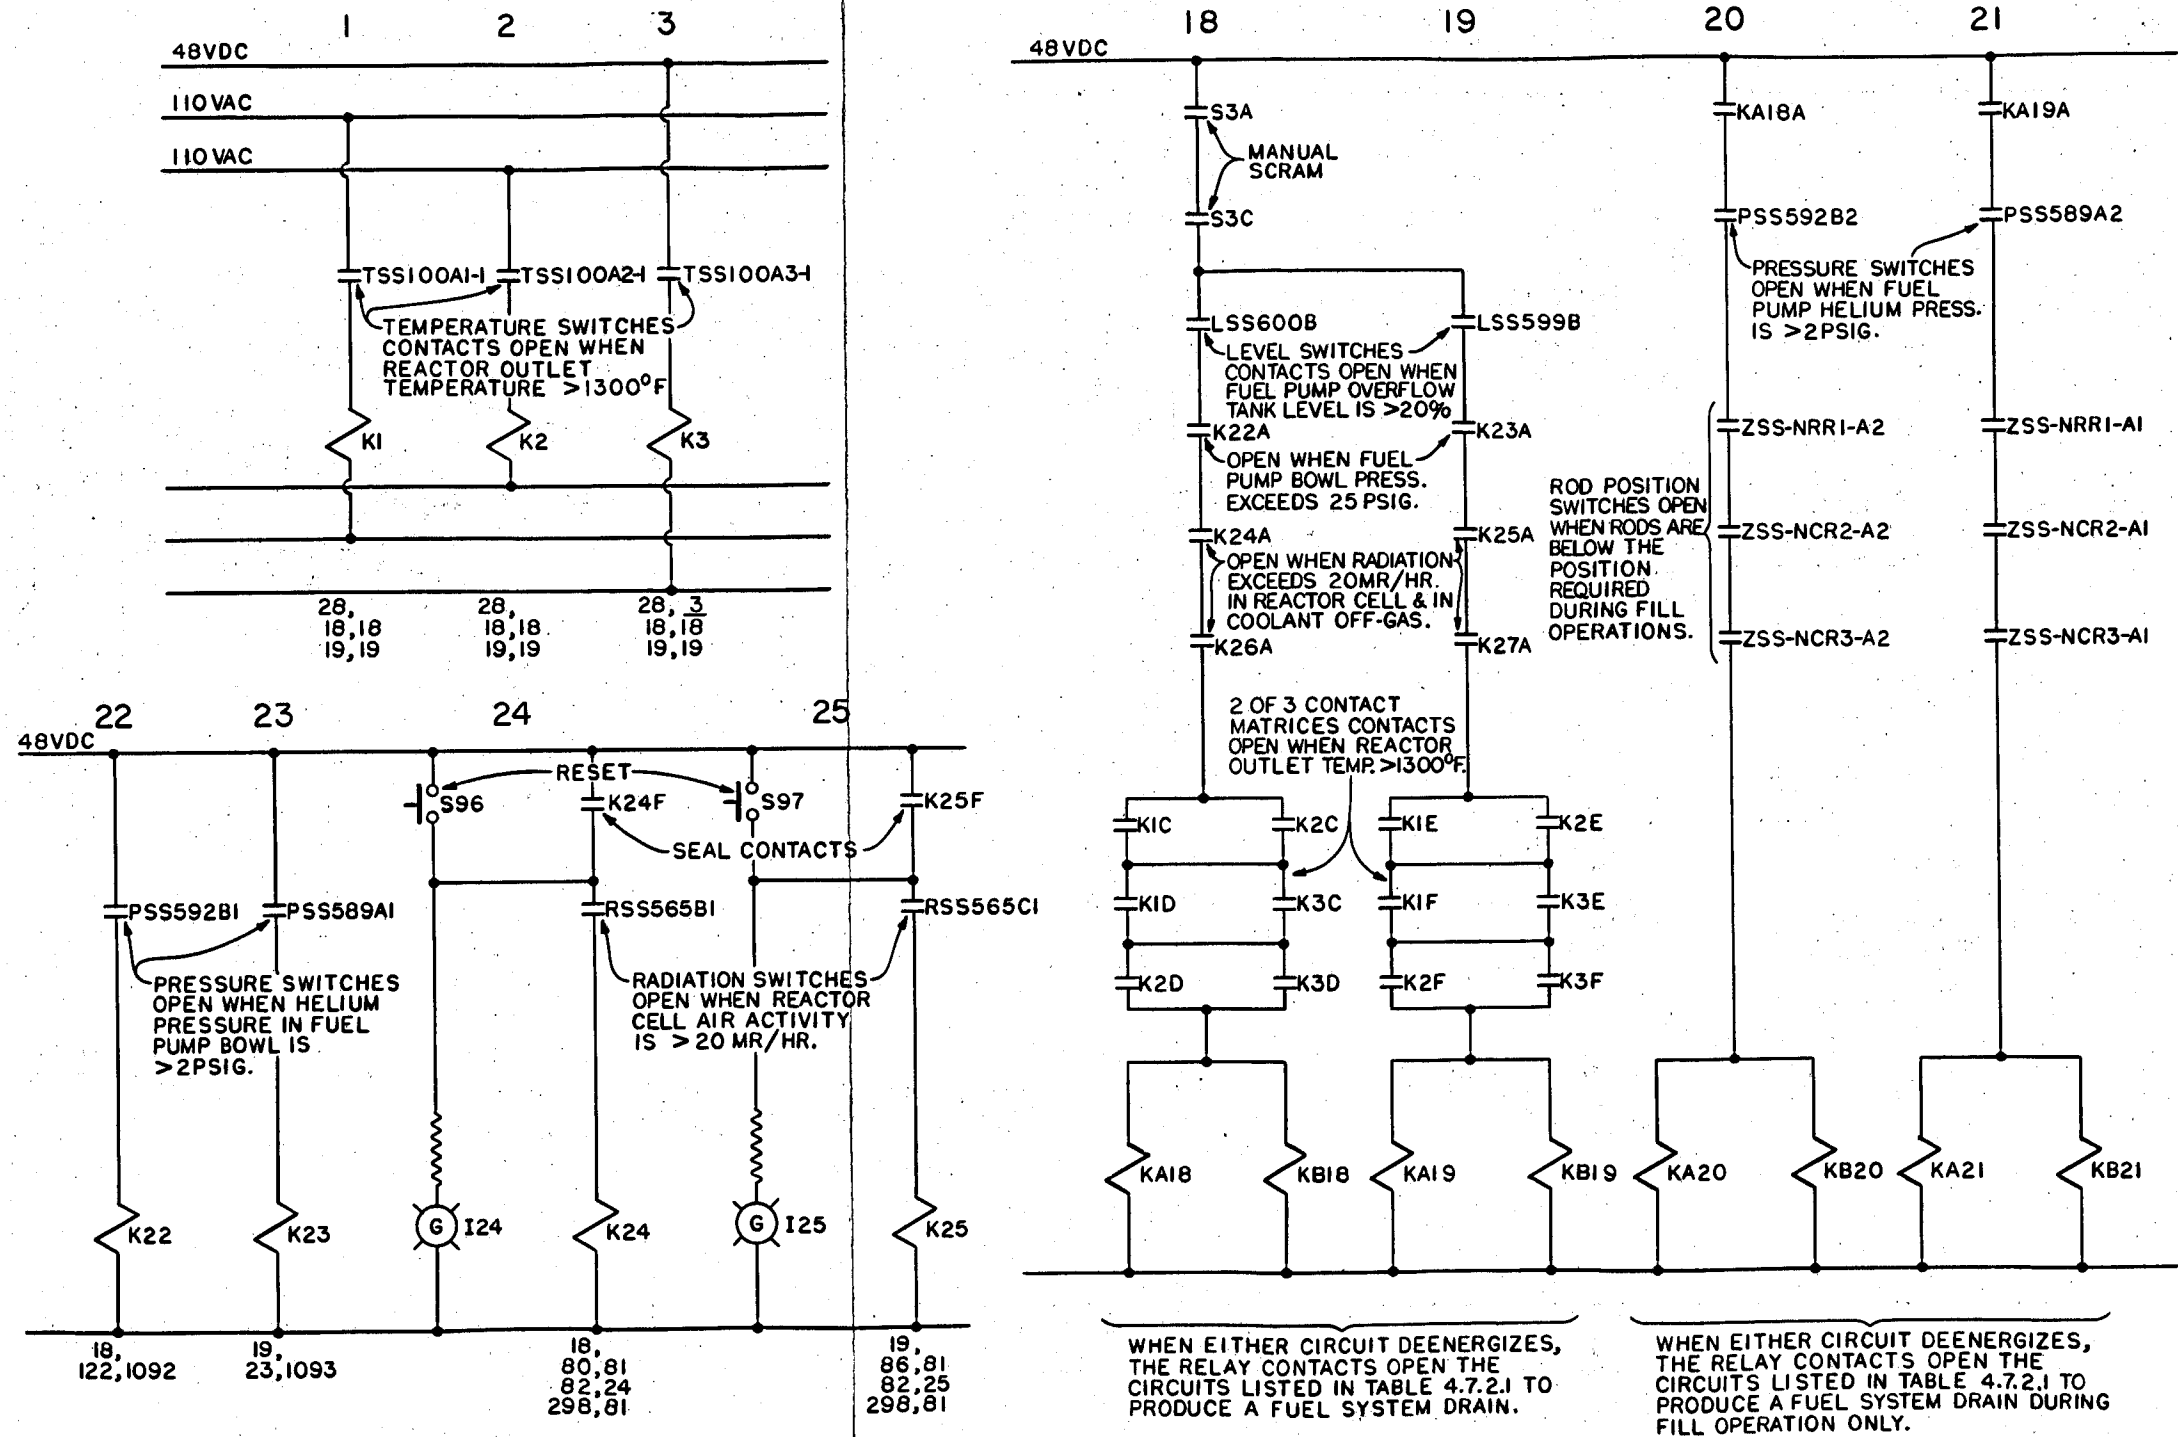 1 2 3
48VDC
110 VAC
110 VAC
TSS100A1-1 TSS100A2-1 TSS100A3-1
TEMPERATURE SWITCHES
CONTACTS OPEN WHEN
REACTOR OUTLET
TEMPERATURE >1300°F
K1 K2 K3
28, 28, 28, 3
18,18 18,18 18,18
19,19 19,19 19,19
22 23 24 25
48VDC
RESET
S96 K24F S97 K25F
SEAL CONTACTS
PSS592B1 PSS589A1 RSS565B1 RSS565C1
PRESSURE SWITCHES
OPEN WHEN HELIUM
PRESSURE IN FUEL
PUMP BOWL IS
>2PSIG.
RADIATION SWITCHES
OPEN WHEN REACTOR
CELL AIR ACTIVITY
IS >20 MR/HR.
K22 K23 G I24 K24 G I25 K25
18, 19, 18, 19,
122,1092 23,1093 80,81 86,81
82,24 82,25
298,81 298,81
18 19 20 21
48VDC
S3A KA18A KA19A
MANUAL
SCRAM
S3C PSS592B2 PSS589A2
PRESSURE SWITCHES
OPEN WHEN FUEL
PUMP HELIUM PRESS.
IS >2PSIG.
LSS600B LSS599B
LEVEL SWITCHES
CONTACTS OPEN WHEN
FUEL PUMP OVERFLOW
TANK LEVEL IS >20%
K22A K23A ZSS-NRR1-A2 ZSS-NRR1-A1
OPEN WHEN FUEL
PUMP BOWL PRESS.
EXCEEDS 25 PSIG.
ROD POSITION
SWITCHES OPEN
WHEN RODS ARE
BELOW THE
POSITION
REQUIRED
DURING FILL
OPERATIONS.
K24A K25A ZSS-NCR2-A2 ZSS-NCR2-A1
OPEN WHEN RADIATION
EXCEEDS 20MR/HR.
IN REACTOR CELL & IN
COOLANT OFF-GAS.
K26A K27A ZSS-NCR3-A2 ZSS-NCR3-A1
2 OF 3 CONTACT
MATRICES CONTACTS
OPEN WHEN REACTOR
OUTLET TEMP. >1300°F.
K1C K2C K1E K2E
K1D K3C K1F K3E
K2D K3D K2F K3F
KA18 KB18 KA19 KB19 KA20 KB20 KA21 KB21
WHEN EITHER CIRCUIT DEENERGIZES,
THE RELAY CONTACTS OPEN THE
CIRCUITS LISTED IN TABLE 4.7.2.1 TO
PRODUCE A FUEL SYSTEM DRAIN.
WHEN EITHER CIRCUIT DEENERGIZES,
THE RELAY CONTACTS OPEN THE
CIRCUITS LISTED IN TABLE 4.7.2.1 TO
PRODUCE A FUEL SYSTEM DRAIN DURING
FILL OPERATION ONLY.